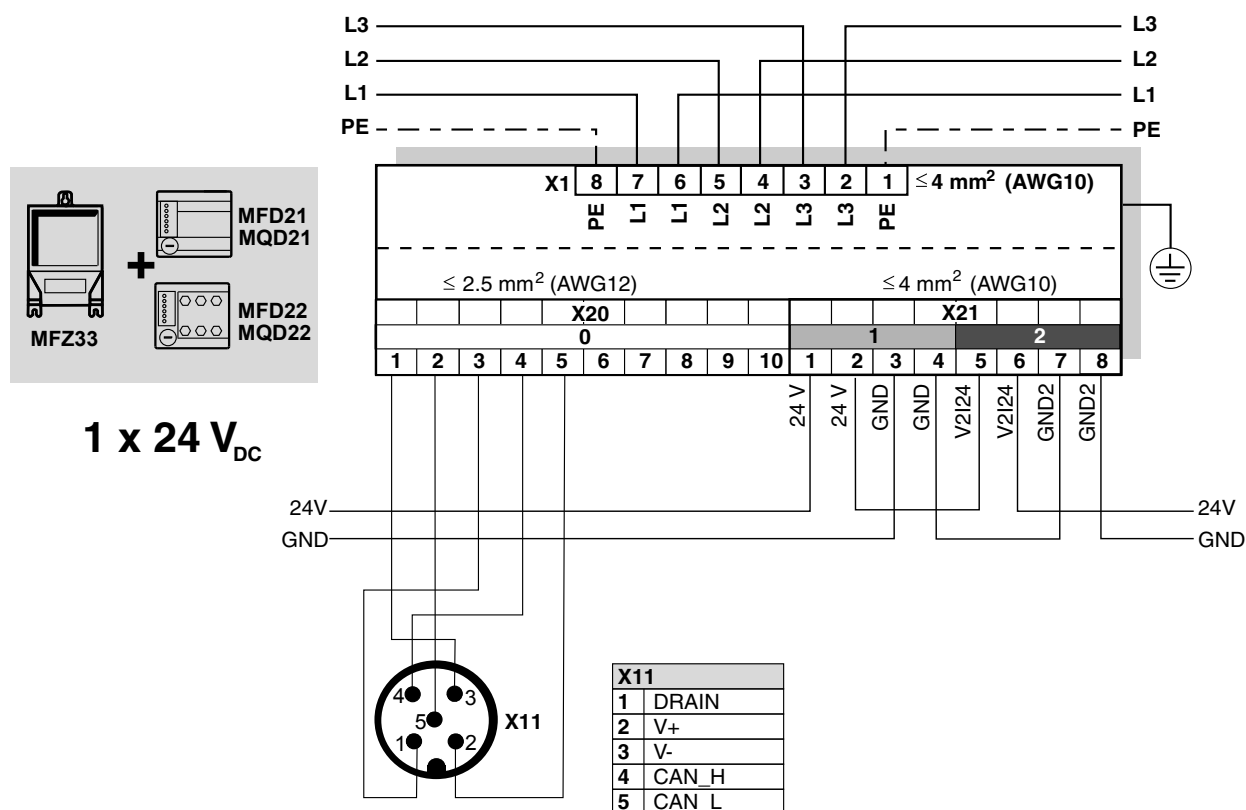 L3 L3
L2 L2
L1 L1
PE PE
X1 8 7 6 5 4 3 2 1 ≤ 4 mm² (AWG10)
PE L1 L1 L2 L2 L3 L3 PE
MFD21
MQD21
+
MFZ33
MFD22
MQD22
≤ 2.5 mm² (AWG12) ≤ 4 mm² (AWG10)
X20 X21
0 1 2
1 2 3 4 5 6 7 8 9 10 1 2 3 4 5 6 7 8
24 V 24 V GND GND V2I24 V2I24 GND2 GND2
1 x 24 VDC
24V 24V
GND GND
4 3
5 X11
1 2
X11
1 DRAIN
2 V+
3 V-
4 CAN_H
5 CAN_L